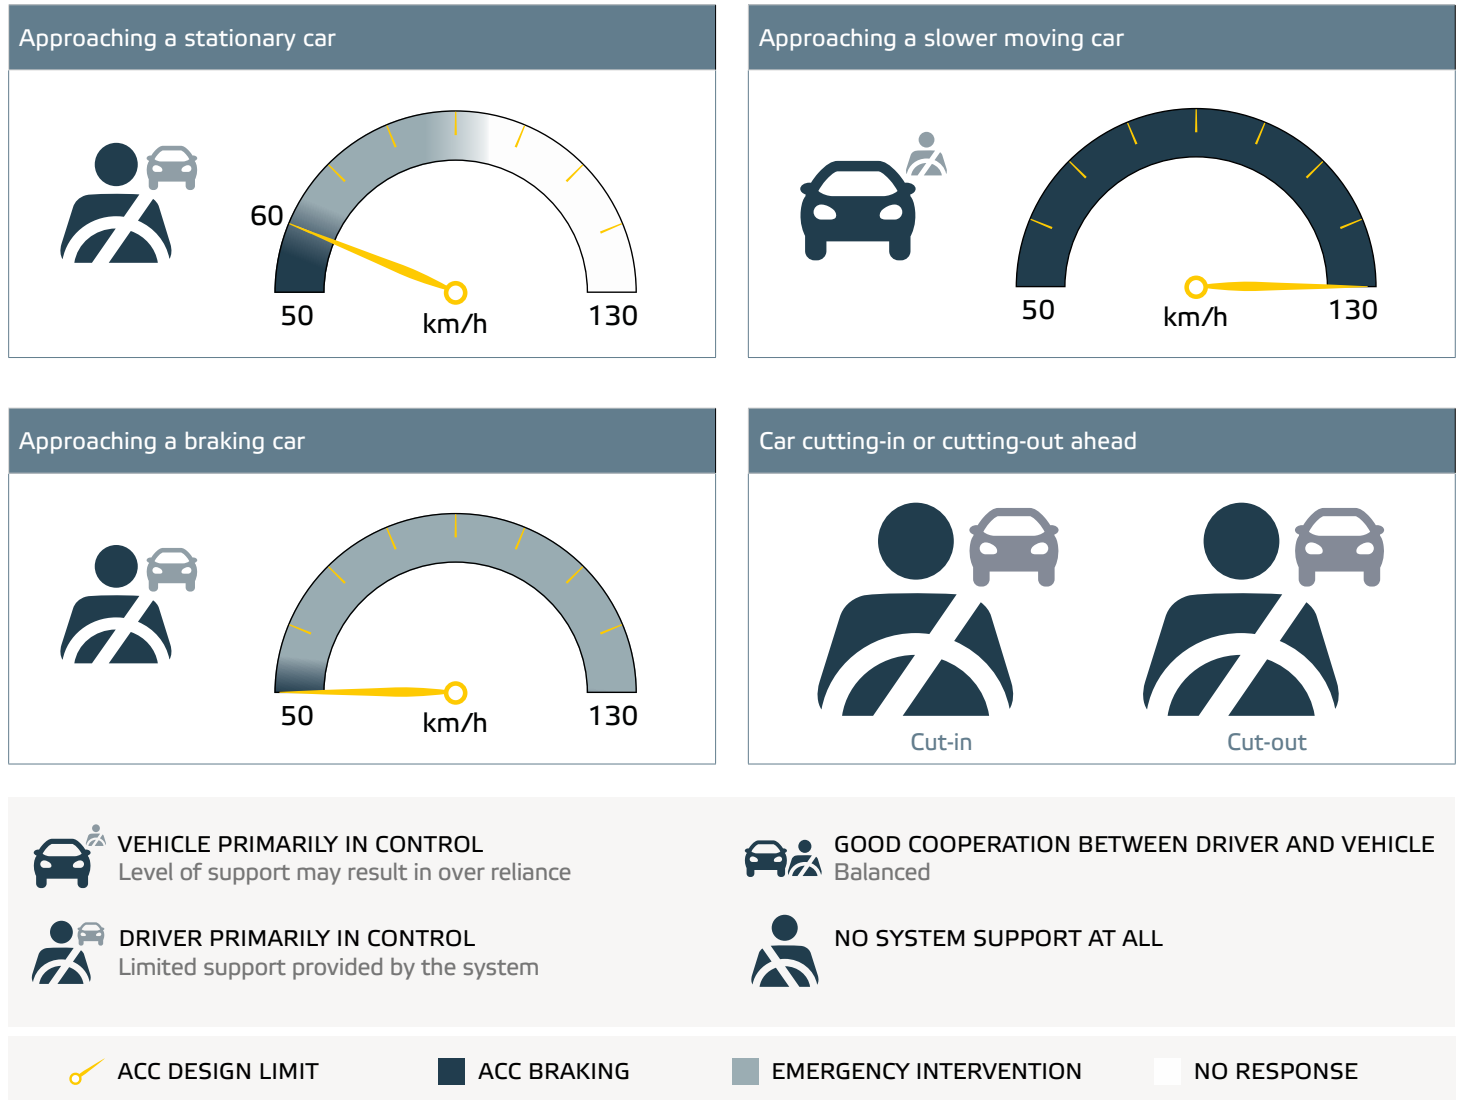 Approaching a stationary car
60
50
km/h
130
Approaching a slower moving car
50
km/h
130
Approaching a braking car
50
km/h
130
Car cutting-in or cutting-out ahead
Cut-in
Cut-out
VEHICLE PRIMARILY IN CONTROL
Level of support may result in over reliance
GOOD COOPERATION BETWEEN DRIVER AND VEHICLE
Balanced
DRIVER PRIMARILY IN CONTROL
Limited support provided by the system
NO SYSTEM SUPPORT AT ALL
ACC DESIGN LIMIT
ACC BRAKING
EMERGENCY INTERVENTION
NO RESPONSE